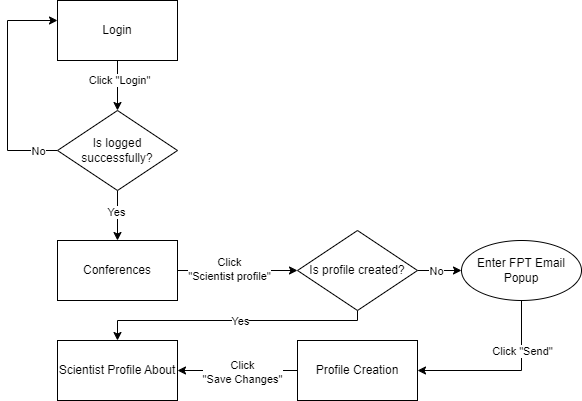 Login
Click "Login"
Is logged
successfully?
No
Yes
Conferences
Click
"Scientist profile"
Is profile created?
No
Enter FPT Email
Popup
Yes
Click "Send"
Scientist Profile About
Click
"Save Changes"
Profile Creation